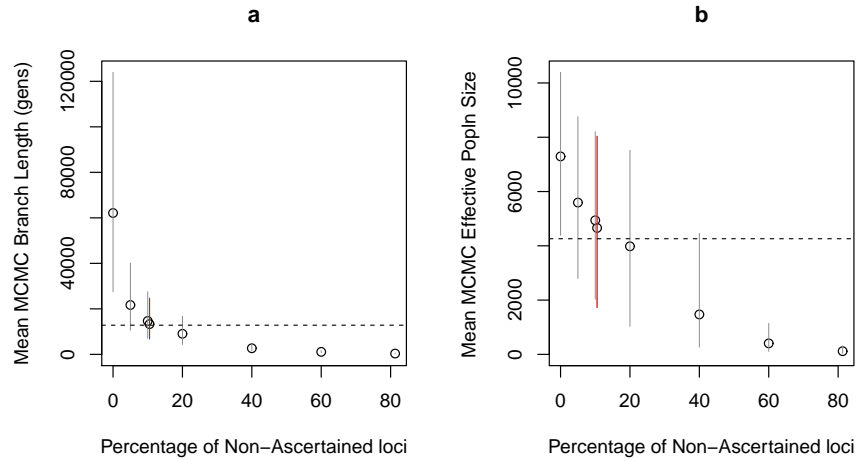 a
Mean MCMC Branch Length (gens)
0
40000
80000
120000
0 20 40 60 80
Percentage of Non−Ascertained loci
b
Mean MCMC Effective Popln Size
0
2000
6000
10000
0 20 40 60 80
Percentage of Non−Ascertained loci